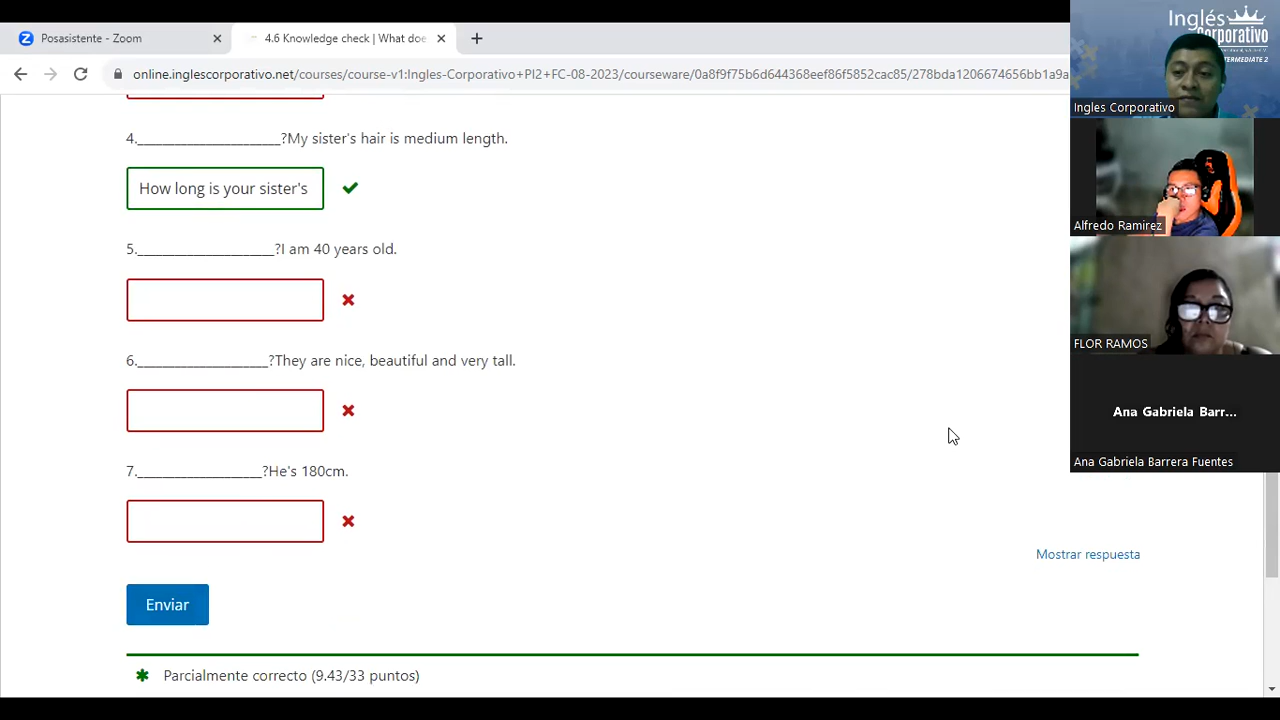 Posasistente - Zoom
4.6 Knowledge check | What doe
online.inglescorporativo.net/courses/course-v1:Ingles-Corporativo+PI2+FC-08-2023/courseware/0a8f9f75b6d644368eef86f5852cac85/278bda1206674656bb1a9a
4.____________________?My sister's hair is medium length.
How long is your sister's
5.____________________?I am 40 years old.
6.___________________?They are nice, beautiful and very tall.
7.__________________?He's 180cm.
Mostrar respuesta
Enviar
Parcialmente correcto (9.43/33 puntos)
Inglés
Corporativo
INTERMEDIATE 2
Ingles Corporativo
Alfredo Ramirez
FLOR RAMOS
Ana Gabriela Barr...
Ana Gabriela Barrera Fuentes